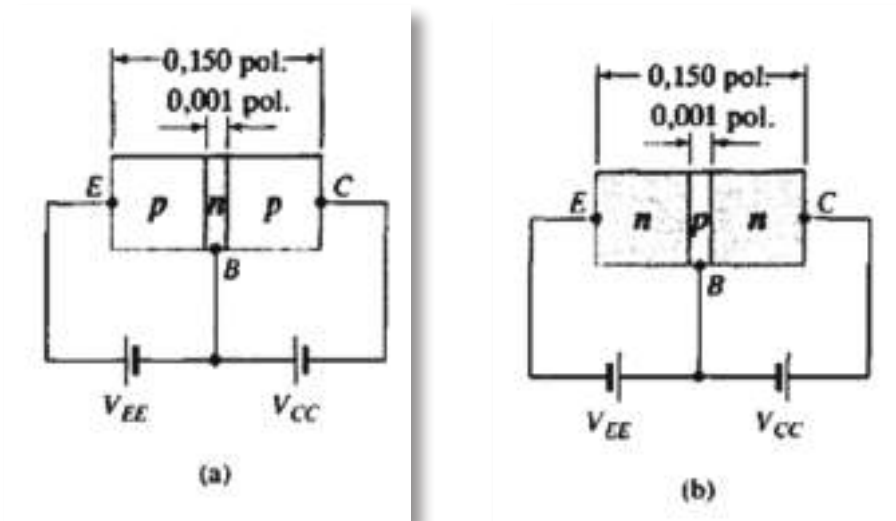 0,150 pol.
0,001 pol.
E
p
n
p
C
B
V_EE
V_CC
(a)
0,150 pol.
0,001 pol.
E
n
p
n
C
B
V_EE
V_CC
(b)